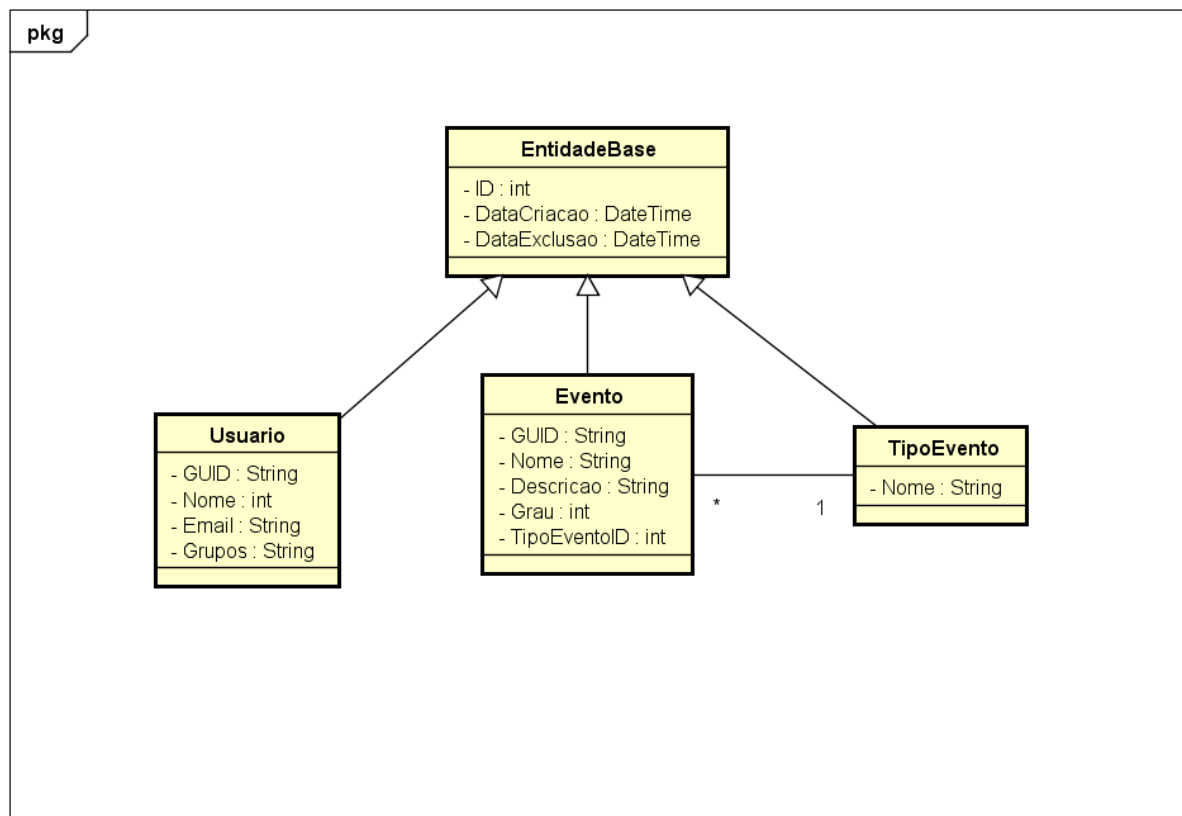 pkg
EntidadeBase
- ID : int
- DataCriacao : DateTime
- DataExclusao : DateTime
Usuario
- GUID : String
- Nome : int
- Email : String
- Grupos : String
Evento
- GUID : String
- Nome : String
- Descricao : String
- Grau : int
- TipoEventoID : int
* 1
TipoEvento
- Nome : String